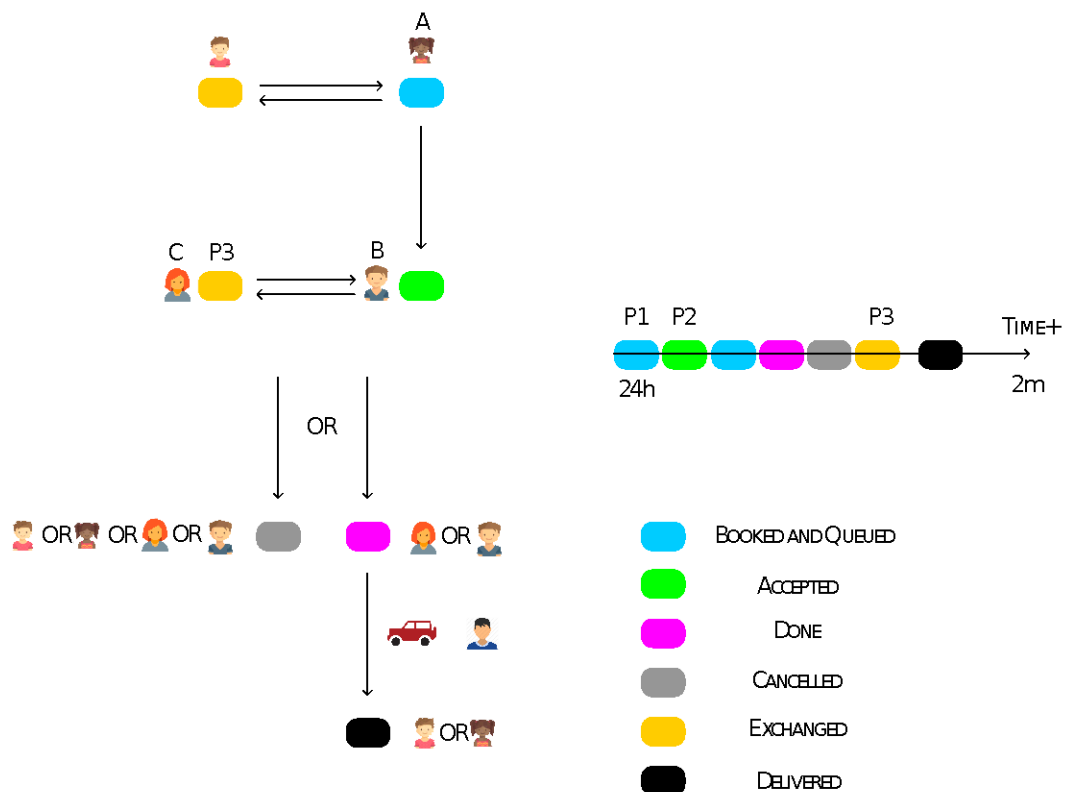 A
C P3 B
P1 P2 P3 TIME+
24h 2m
OR
OR OR OR OR
BOOKED AND QUEUED
ACCEPTED
DONE
CANCELLED
OR EXCHANGED
DELIVERED